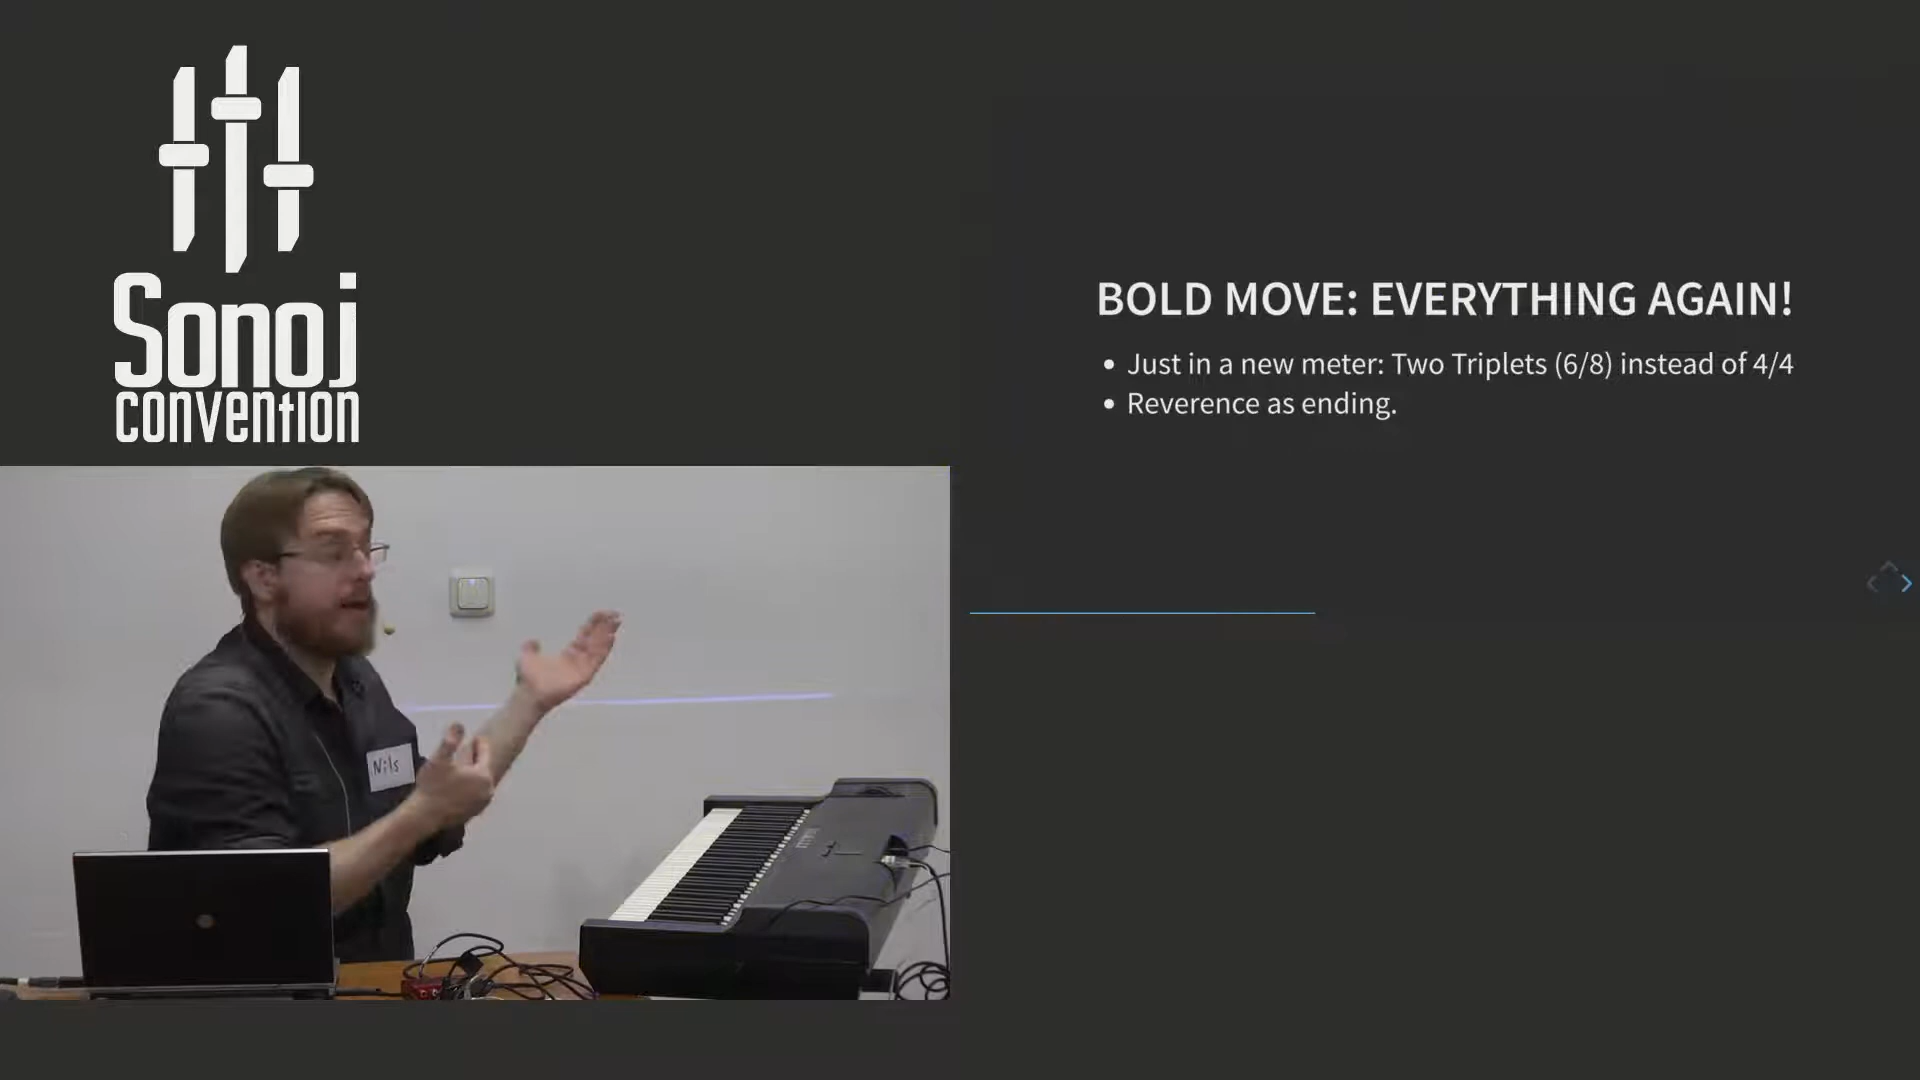 Sonoj
convention
BOLD MOVE: EVERYTHING AGAIN!
Just in a new meter: Two Triplets (6/8) instead of 4/4
Reverence as ending.
Nils